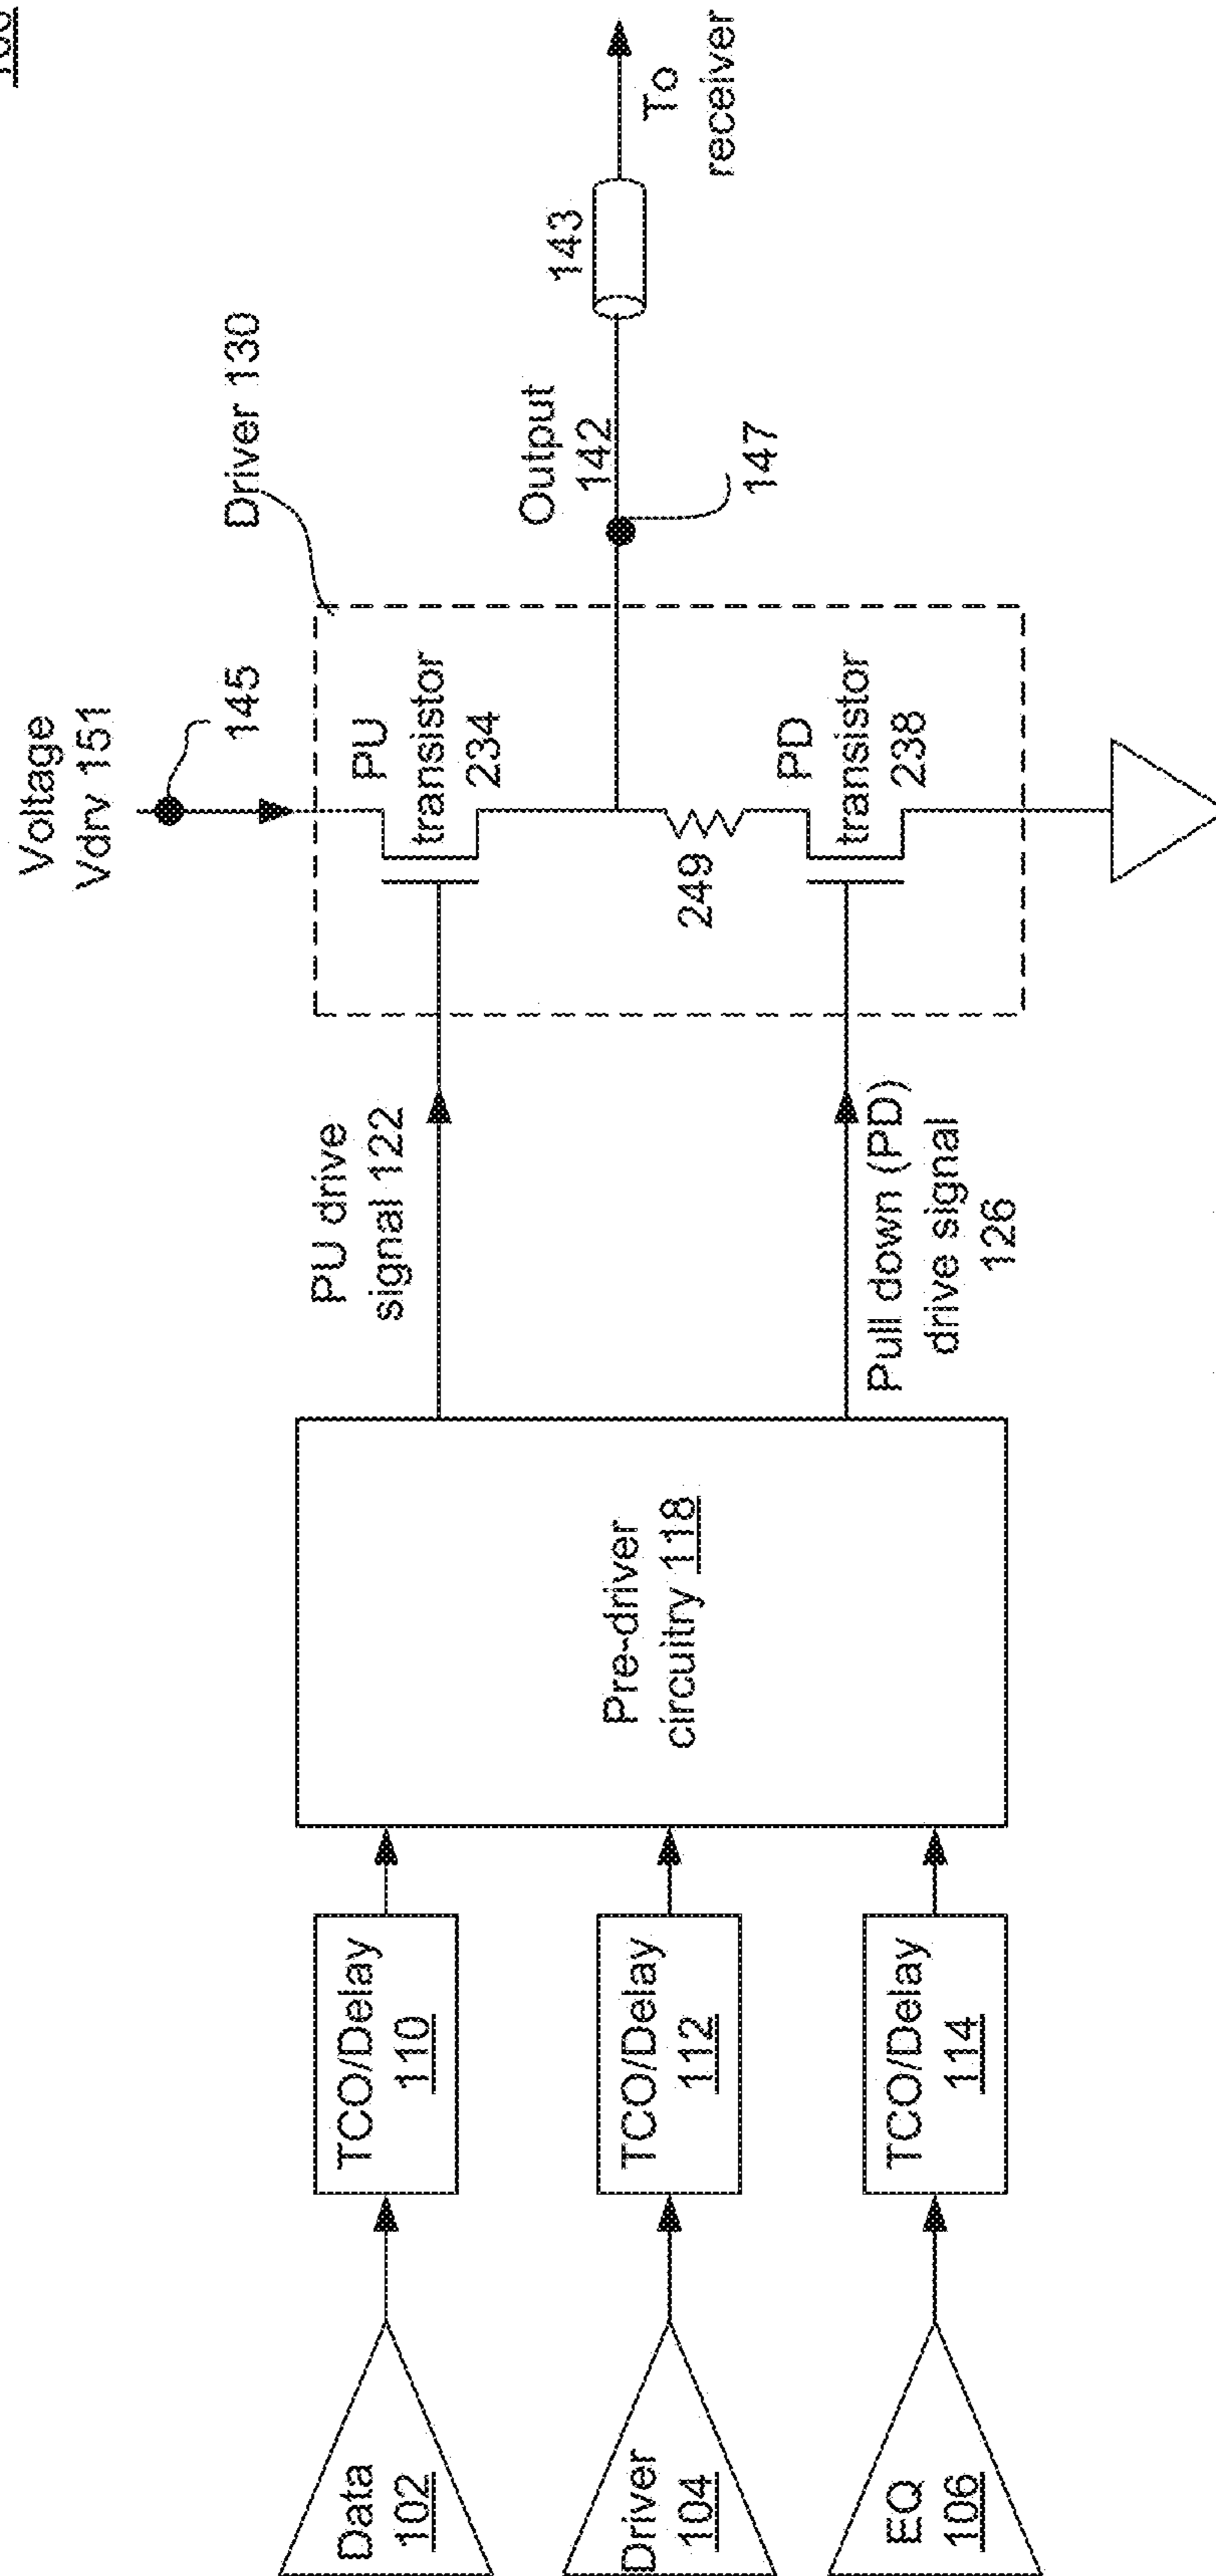 Voltage
Vdrv 151
145
Driver 130
PU
transistor
234
Output
142
143
To
receiver
147
249
PD
transistor
238
PU drive
signal 122
Pull down (PD)
drive signal
126
Pre-driver
circuitry 118
TCO/Delay
110
TCO/Delay
112
TCO/Delay
114
Data
102
Driver
104
EQ
106